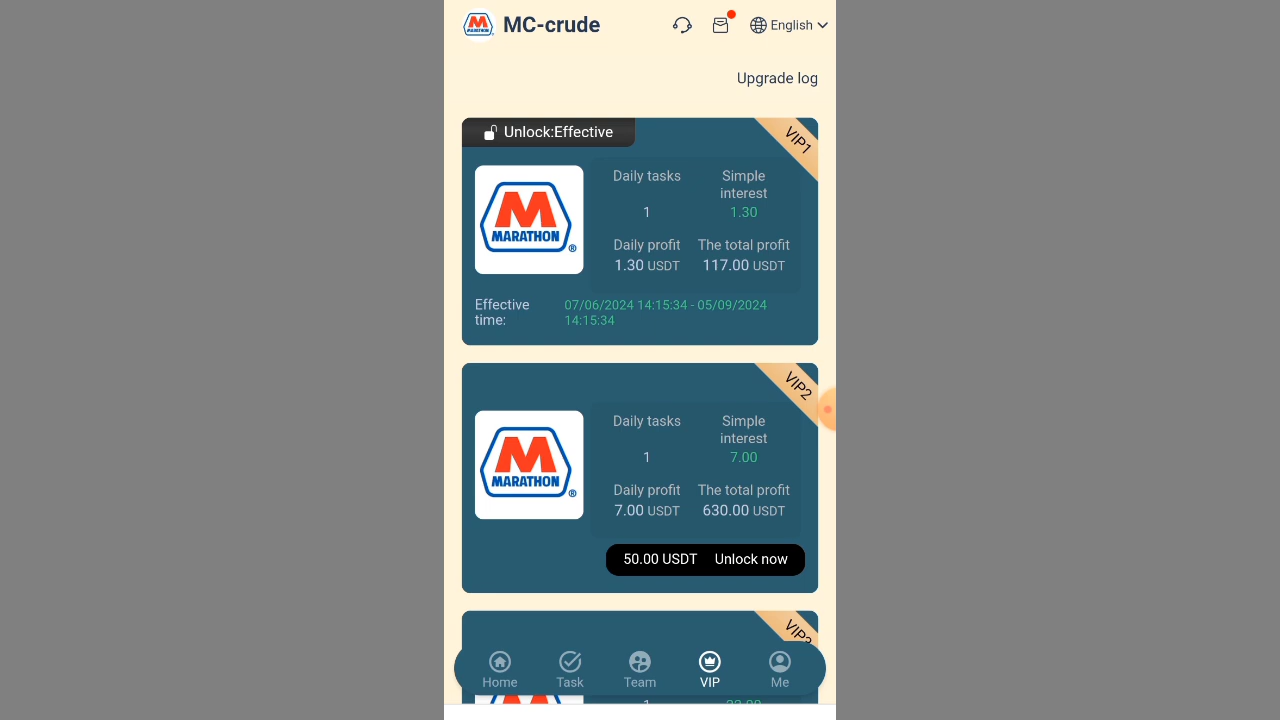 MC-crude
English
Upgrade log
Unlock:Effective
VIP1
MARATHON
Daily tasks
Simple interest
1
1.30
Daily profit
The total profit
1.30 USDT
117.00 USDT
Effective time:
07/06/2024 14:15:34 - 05/09/2024 14:15:34
VIP2
MARATHON
Daily tasks
Simple interest
1
7.00
Daily profit
The total profit
7.00 USDT
630.00 USDT
50.00 USDT Unlock now
VIP3
Home
Task
Team
VIP
Me
1